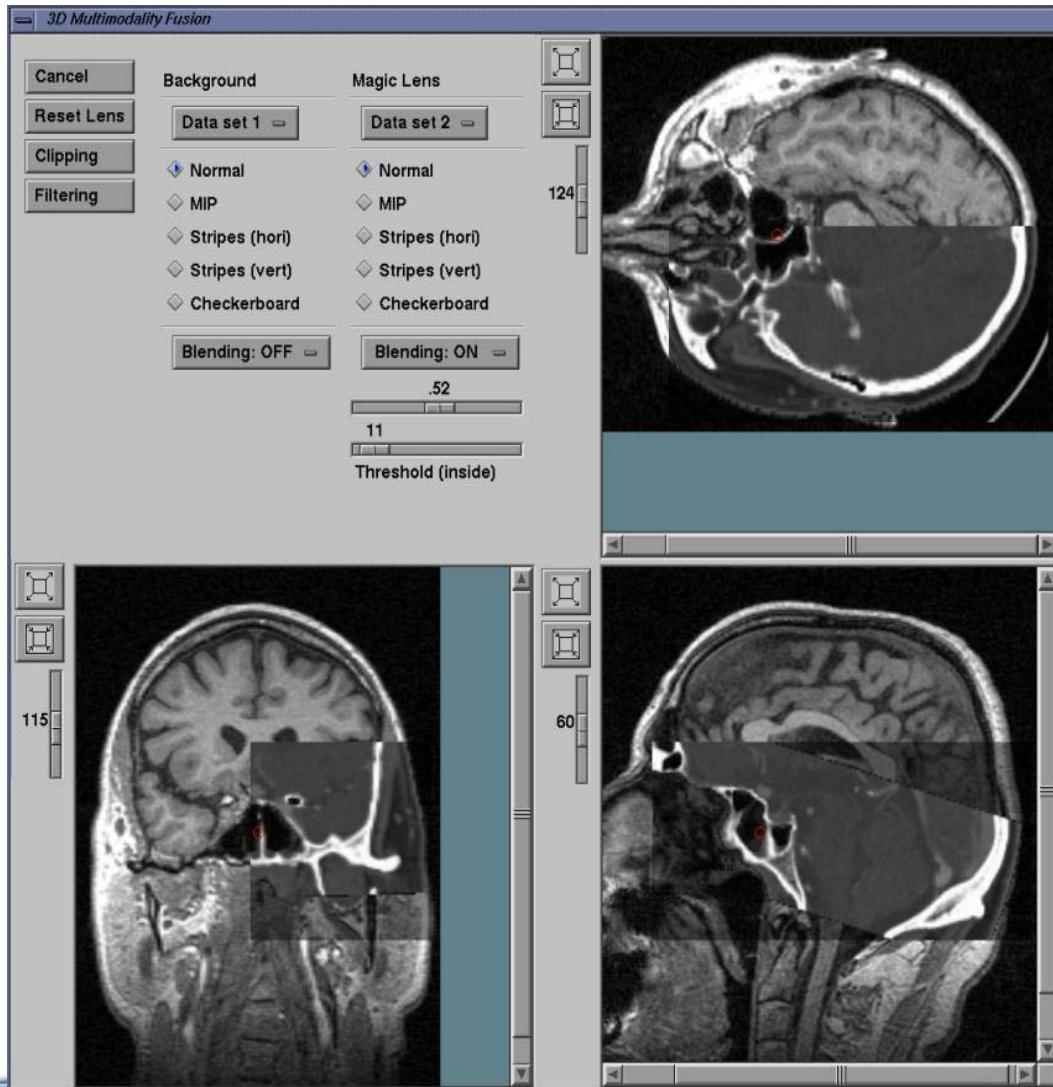 3D Multimodality Fusion
Cancel
Reset Lens
Clipping
Filtering
Background
Data set 1
Normal
MIP
Stripes (hori)
Stripes (vert)
Checkerboard
Blending: OFF
Magic Lens
Data set 2
Normal
MIP
Stripes (hori)
Stripes (vert)
Checkerboard
Blending: ON
.52
11
Threshold (inside)
124
115
60